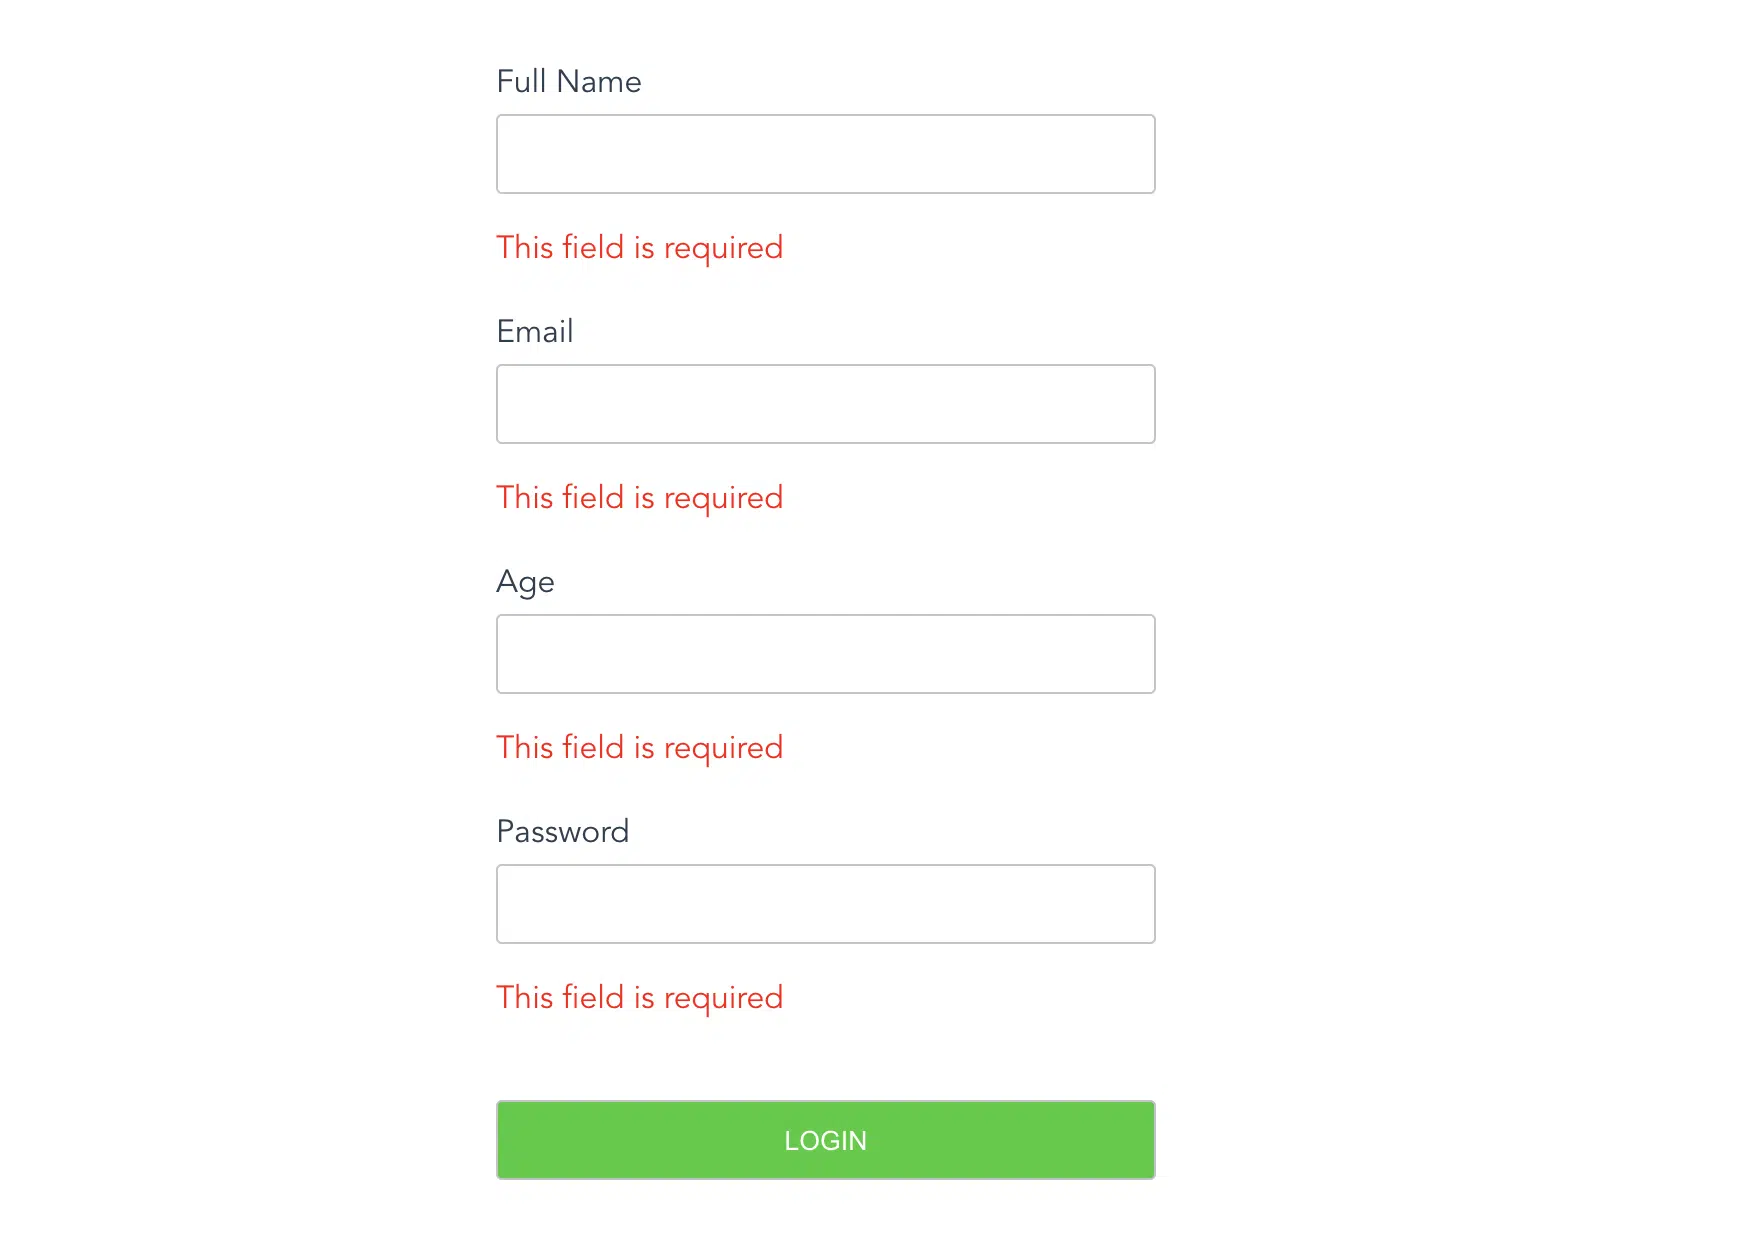 Full Name
This field is required
Email
This field is required
Age
This field is required
Password
This field is required
LOGIN